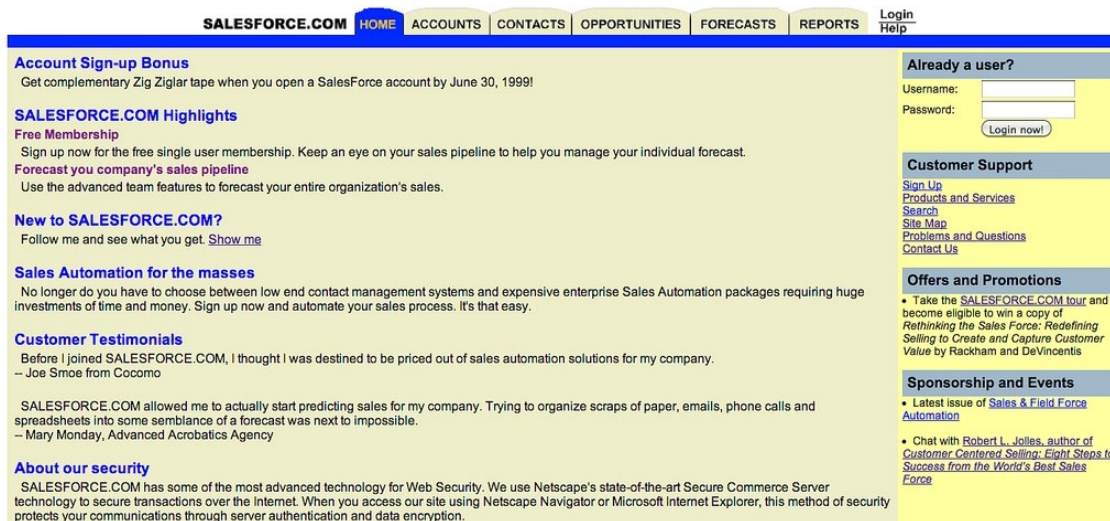 SALESFORCE.COM HOME ACCOUNTS CONTACTS OPPORTUNITIES FORECASTS REPORTS Login
Help
Account Sign-up Bonus
Get complementary Zig Ziglar tape when you open a SalesForce account by June 30, 1999!
SALESFORCE.COM Highlights
Free Membership
Sign up now for the free single user membership. Keep an eye on your sales pipeline to help you manage your individual forecast.
Forecast you company's sales pipeline
Use the advanced team features to forecast your entire organization's sales.
New to SALESFORCE.COM?
Follow me and see what you get. Show me
Sales Automation for the masses
No longer do you have to choose between low end contact management systems and expensive enterprise Sales Automation packages requiring huge
investments of time and money. Sign up now and automate your sales process. It's that easy.
Customer Testimonials
Before I joined SALESFORCE.COM, I thought I was destined to be priced out of sales automation solutions for my company.
-- Joe Smoe from Cocomo
SALESFORCE.COM allowed me to actually start predicting sales for my company. Trying to organize scraps of paper, emails, phone calls and
spreadsheets into some semblance of a forecast was next to impossible.
-- Mary Monday, Advanced Acrobatics Agency
About our security
SALESFORCE.COM has some of the most advanced technology for Web Security. We use Netscape's state-of-the-art Secure Commerce Server
technology to secure transactions over the Internet. When you access our site using Netscape Navigator or Microsoft Internet Explorer, this method of security
protects your communications through server authentication and data encryption.
Already a user?
Username:
Password:
Login now!
Customer Support
Sign Up
Products and Services
Search
Site Map
Problems and Questions
Contact Us
Offers and Promotions
• Take the SALESFORCE.COM tour and
become eligible to win a copy of
Rethinking the Sales Force: Redefining
Selling to Create and Capture Customer
Value by Rackham and DeVincentis
Sponsorship and Events
• Latest issue of Sales & Field Force
Automation
• Chat with Robert L. Jolles, author of
Customer Centered Selling: Eight Steps to
Success from the World's Best Sales
Force